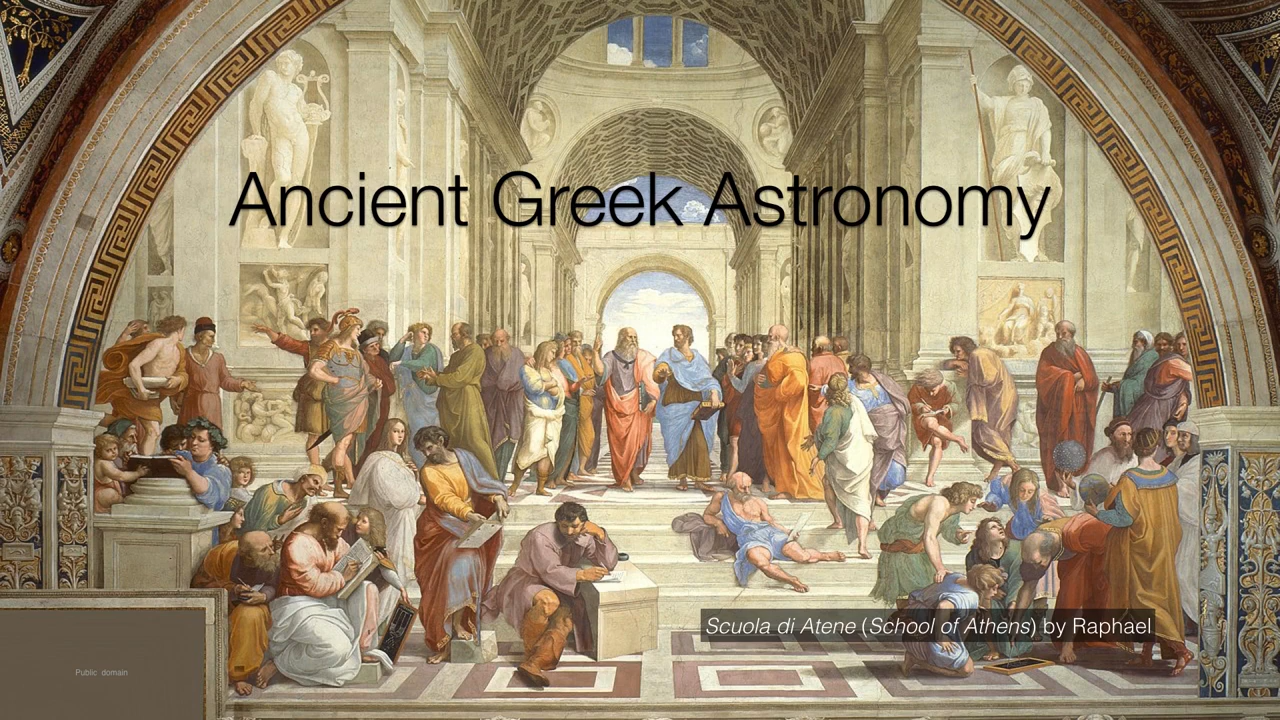 Ancient Greek Astronomy
Scuola di Atene (School of Athens) by Raphael
Public domain